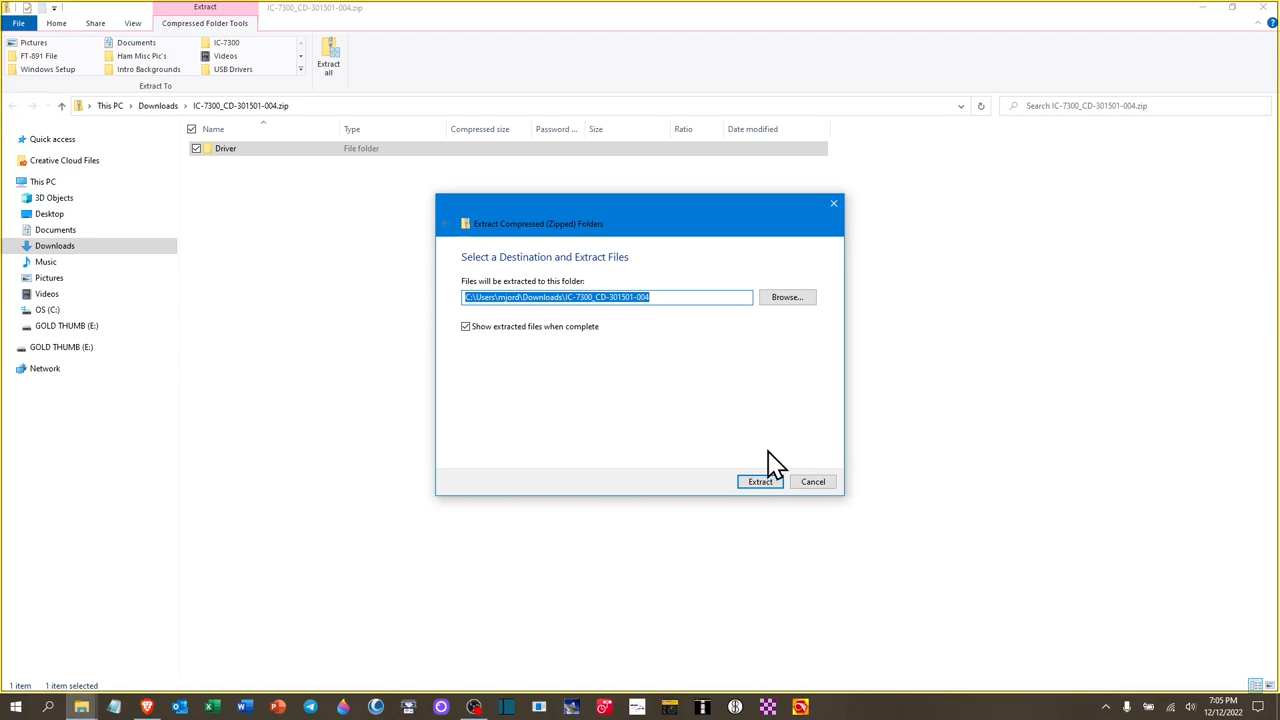 Extract
IC-7300_CD-301501-004.zip
File
Home
Share
View
Compressed Folder Tools
Pictures
Documents
IC-7300
FT-891 File
Ham Misc Pic's
Videos
Windows Setup
Intro Backgrounds
USB Drivers
Extract
all
Extract To
This PC
Downloads
IC-7300_CD-301501-004.zip
Search IC-7300_CD-301501-004.zip
Name
Type
Compressed size
Password ...
Size
Ratio
Date modified
Driver
File folder
Quick access
Creative Cloud Files
This PC
3D Objects
Desktop
Documents
Downloads
Music
Pictures
Videos
OS (C:)
GOLD THUMB (E:)
GOLD THUMB (E:)
Network
Extract Compressed (Zipped) Folders
Select a Destination and Extract Files
Files will be extracted to this folder:
C:\Users\mjord\Downloads\IC-7300_CD-301501-004
Browse...
Show extracted files when complete
Extract
Cancel
1 item
1 item selected
7:05 PM
12/12/2022